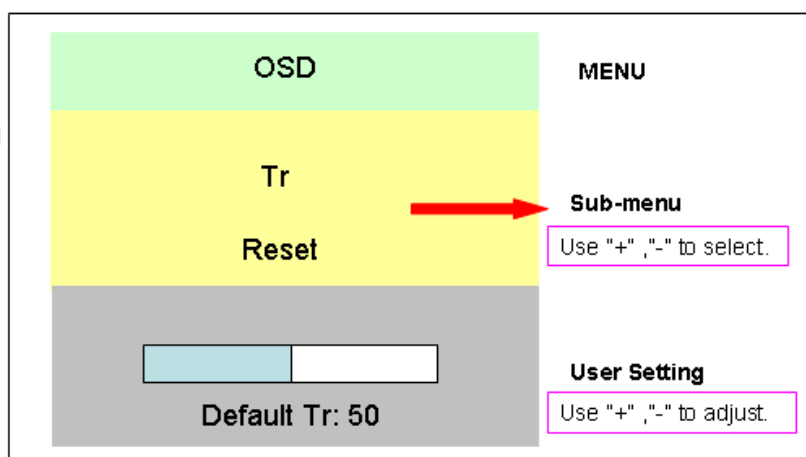 OSD
MENU
Tr
Sub-menu
Reset
Use "+" ,"-" to select.
User Setting
Default Tr: 50
Use "+" ,"-" to adjust.